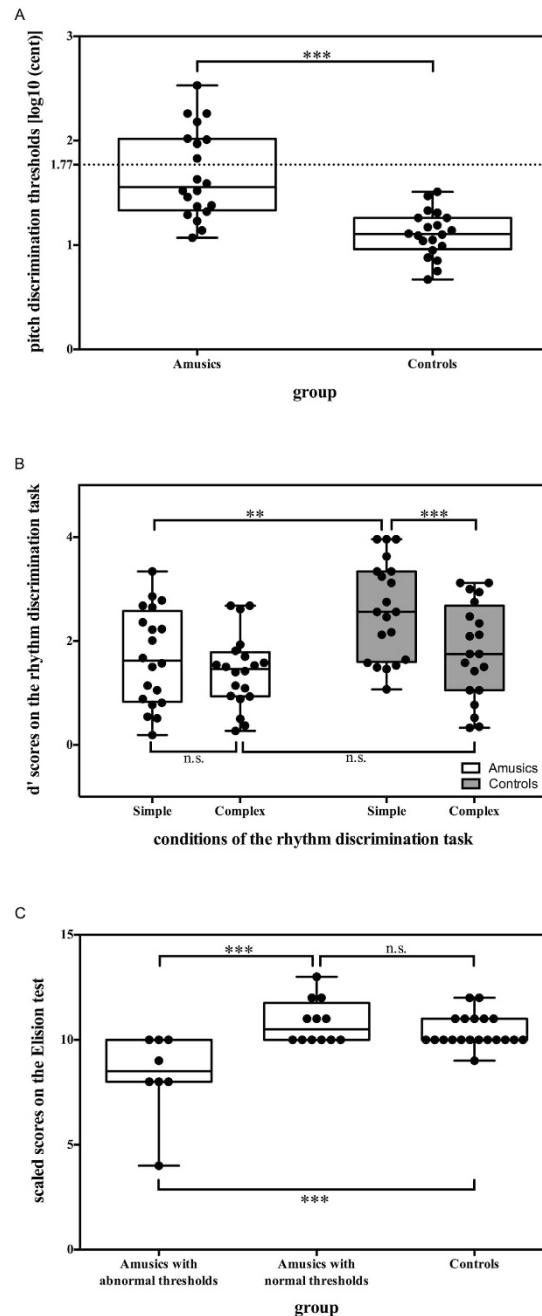 A
pitch discrimination thresholds [log10 (cent)]
3
2
1.77
1
0
***
Amusics
Controls
group
B
d' scores on the rhythm discrimination task
4
2
0
**
***
n.s.
n.s.
Amusics
Controls
Simple
Complex
Simple
Complex
conditions of the rhythm discrimination task
C
scaled scores on the Elision test
15
10
5
0
***
n.s.
***
Amusics with
abnormal thresholds
Amusics with
normal thresholds
Controls
group